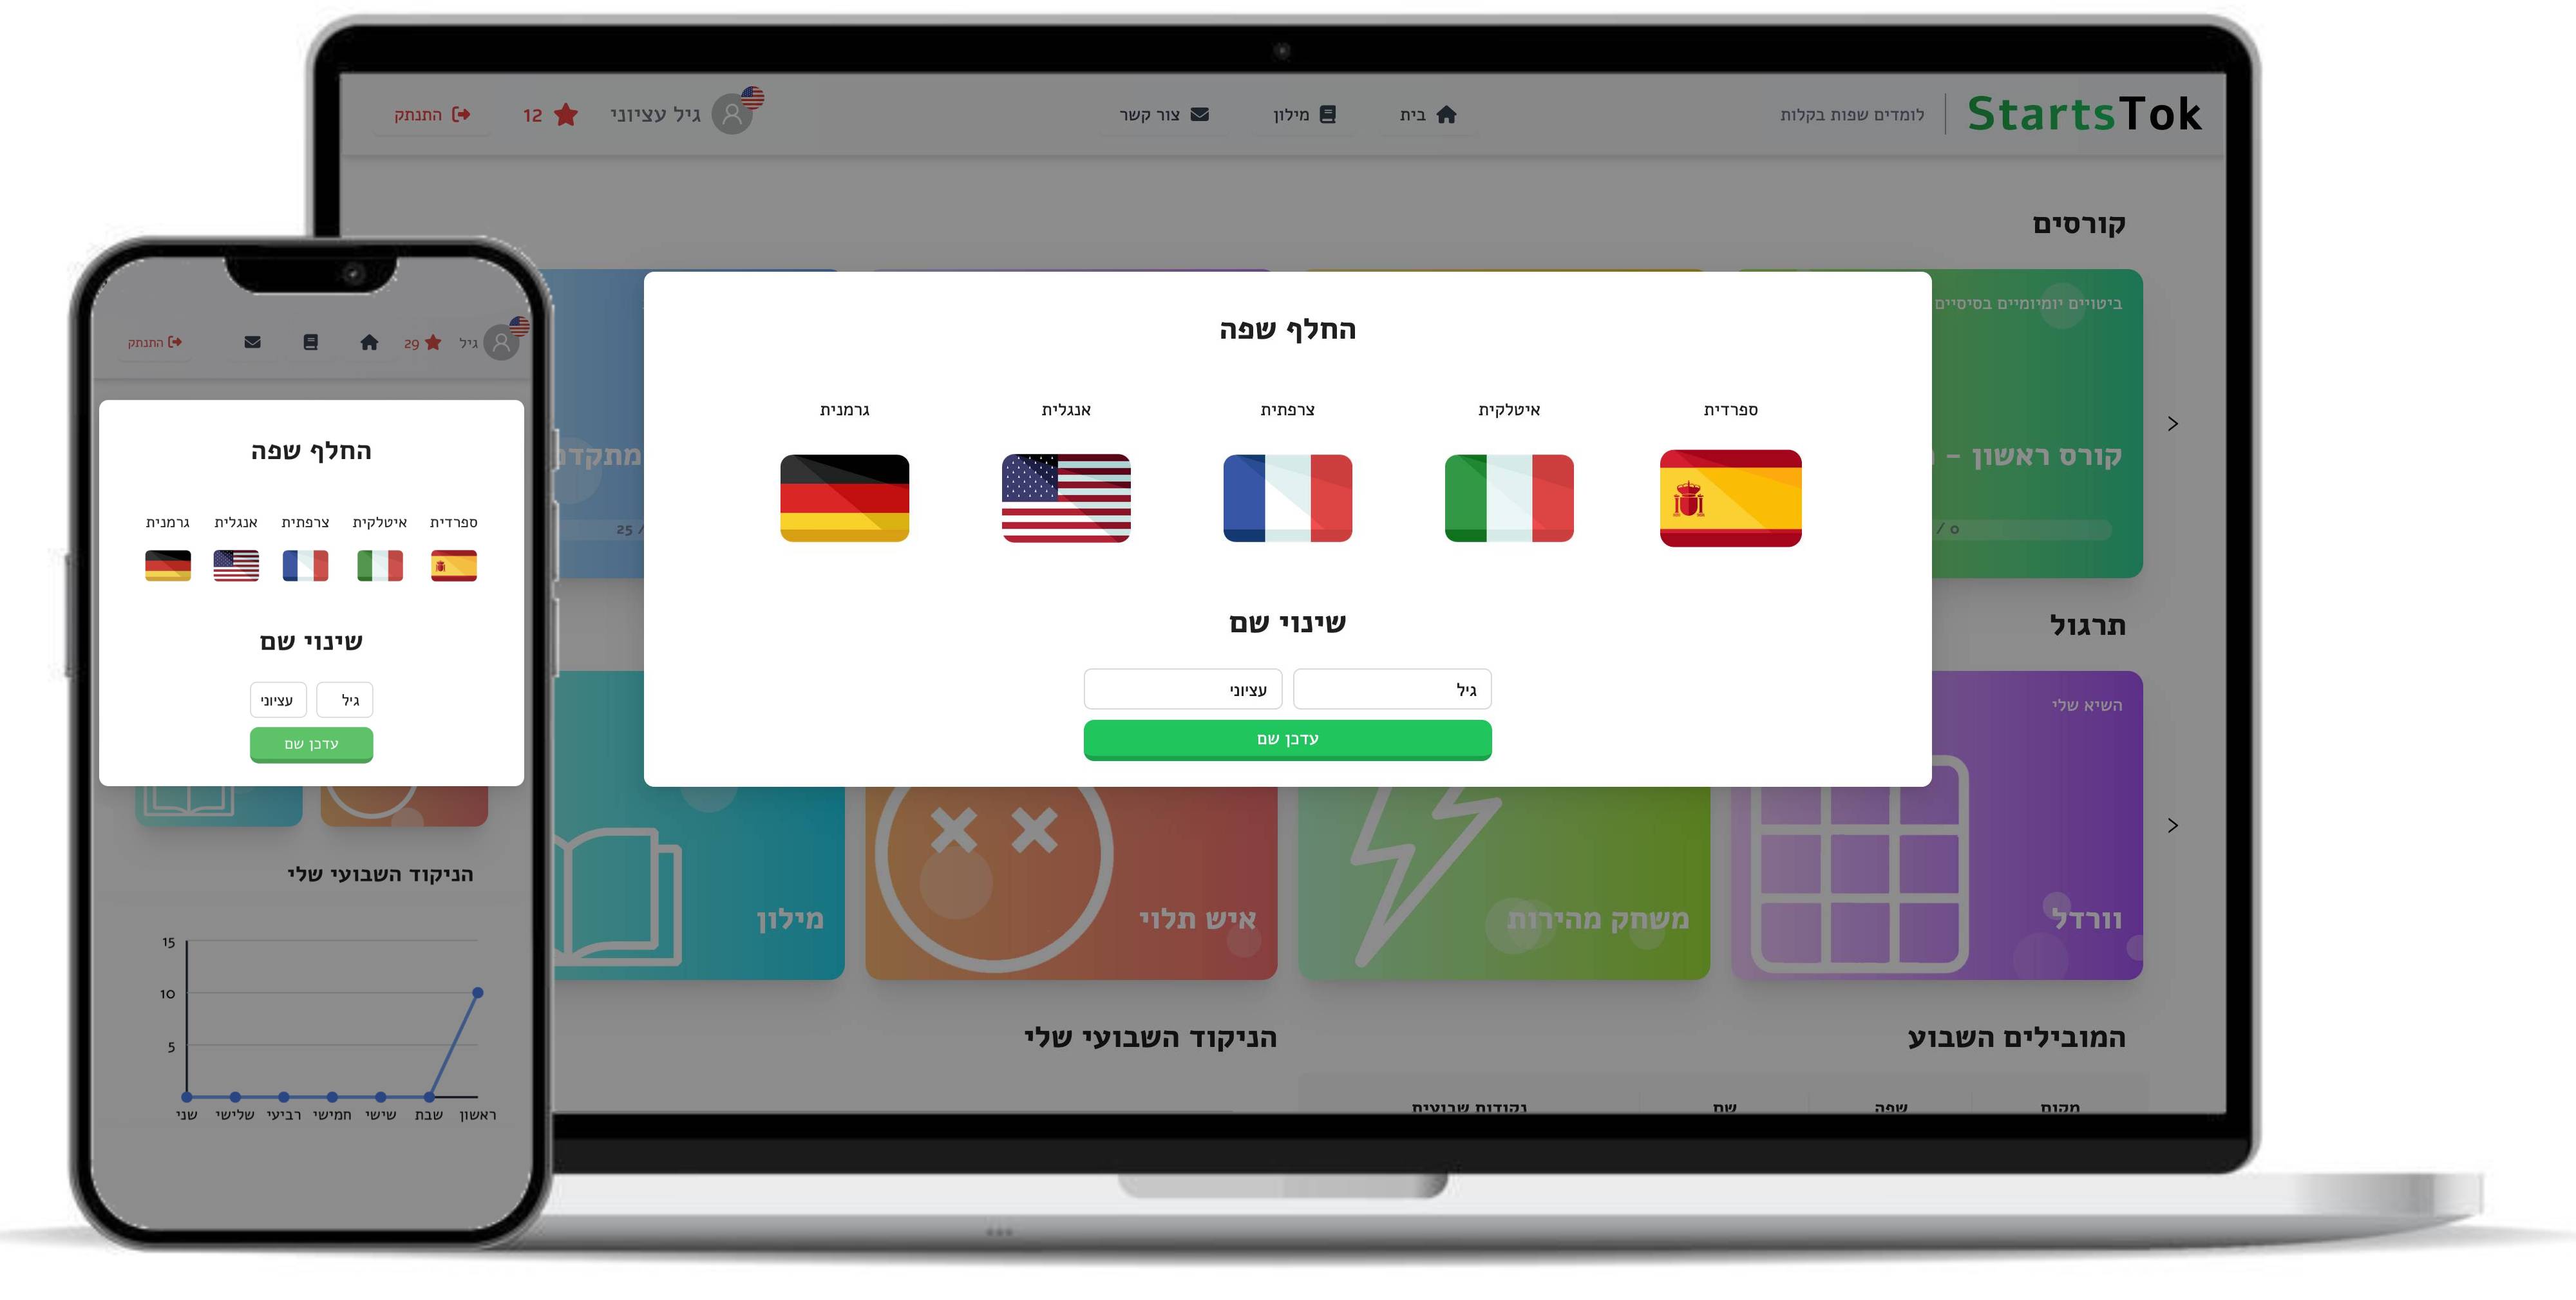 StartsTok
לומדים שפות בקלות
בית
מילון
צור קשר
גיל עציוני
12
התנתק
קורסים
ביטויים יומיומיים בסיסיים
קורס ראשון -
/ 0
מתקדם
25 /
החלף שפה
ספרדית
איטלקית
צרפתית
אנגלית
גרמנית
שינוי שם
גיל
עציוני
עדכן שם
תרגול
השיא שלי
וורדל
משחק מהירות
איש תלוי
מילון
המובילים השבוע
הניקוד השבועי שלי
מקום
שפה
שם
נקודות שבועיות
גיל
29
התנתק
החלף שפה
ספרדית
איטלקית
צרפתית
אנגלית
גרמנית
שינוי שם
גיל
עציוני
עדכן שם
הניקוד השבועי שלי
15
10
5
ראשון
שבת
שישי
חמישי
רביעי
שלישי
שני